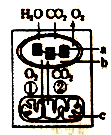 H₂O CO₂ O₂
a
b
O₂ CO₂
① ②
c